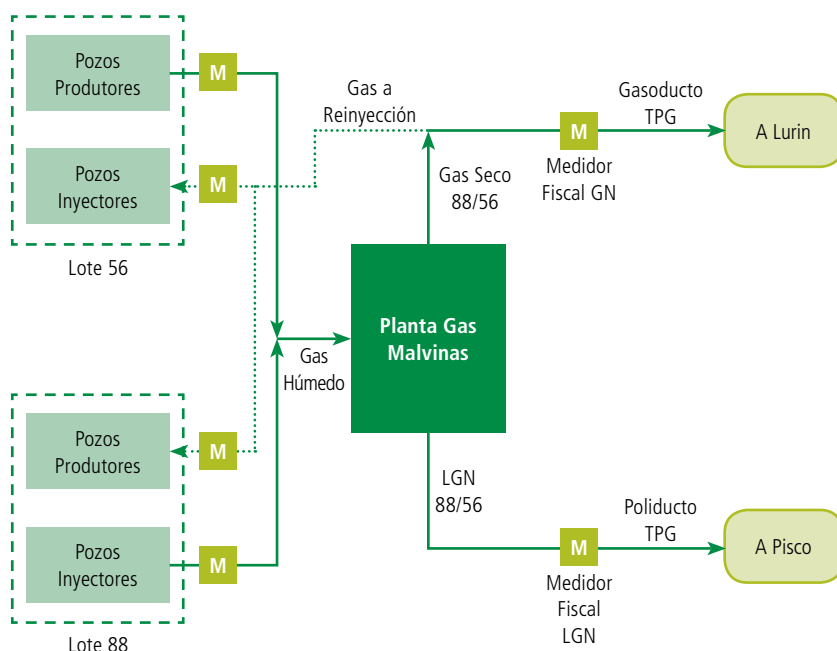 Pozos
Produtores
M
Pozos
Inyectores
M
Lote 56
Gas a
Reinyección
Gas Seco
88/56
M
Medidor
Fiscal GN
Gasoducto
TPG
A Lurin
Gas
Húmedo
Planta Gas
Malvinas
Pozos
Produtores
M
Pozos
Inyectores
M
Lote 88
LGN
88/56
M
Medidor
Fiscal
LGN
Poliducto
TPG
A Pisco